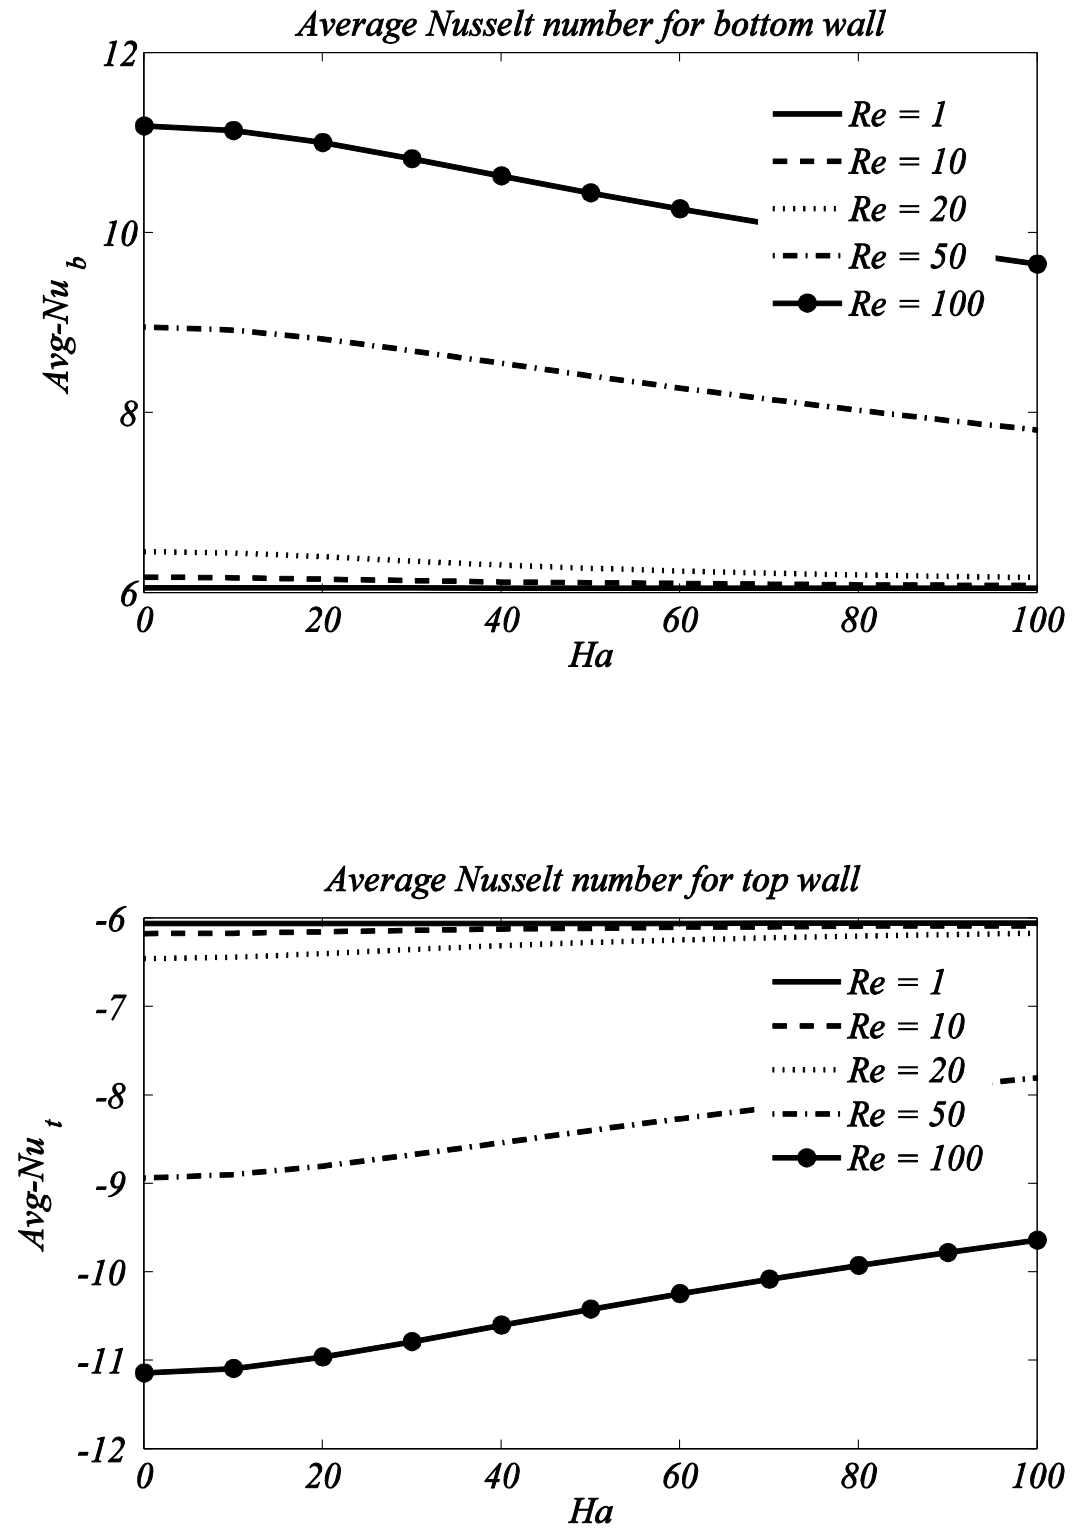 Average Nusselt number for bottom wall
12
10
8
6
Avg-Nu b
Re = 1
Re = 10
Re = 20
Re = 50
Re = 100
0 20 40 60 80 100
Ha
Average Nusselt number for top wall
-6
-7
-8
-9
-10
-11
-12
Avg-Nu t
Re = 1
Re = 10
Re = 20
Re = 50
Re = 100
0 20 40 60 80 100
Ha